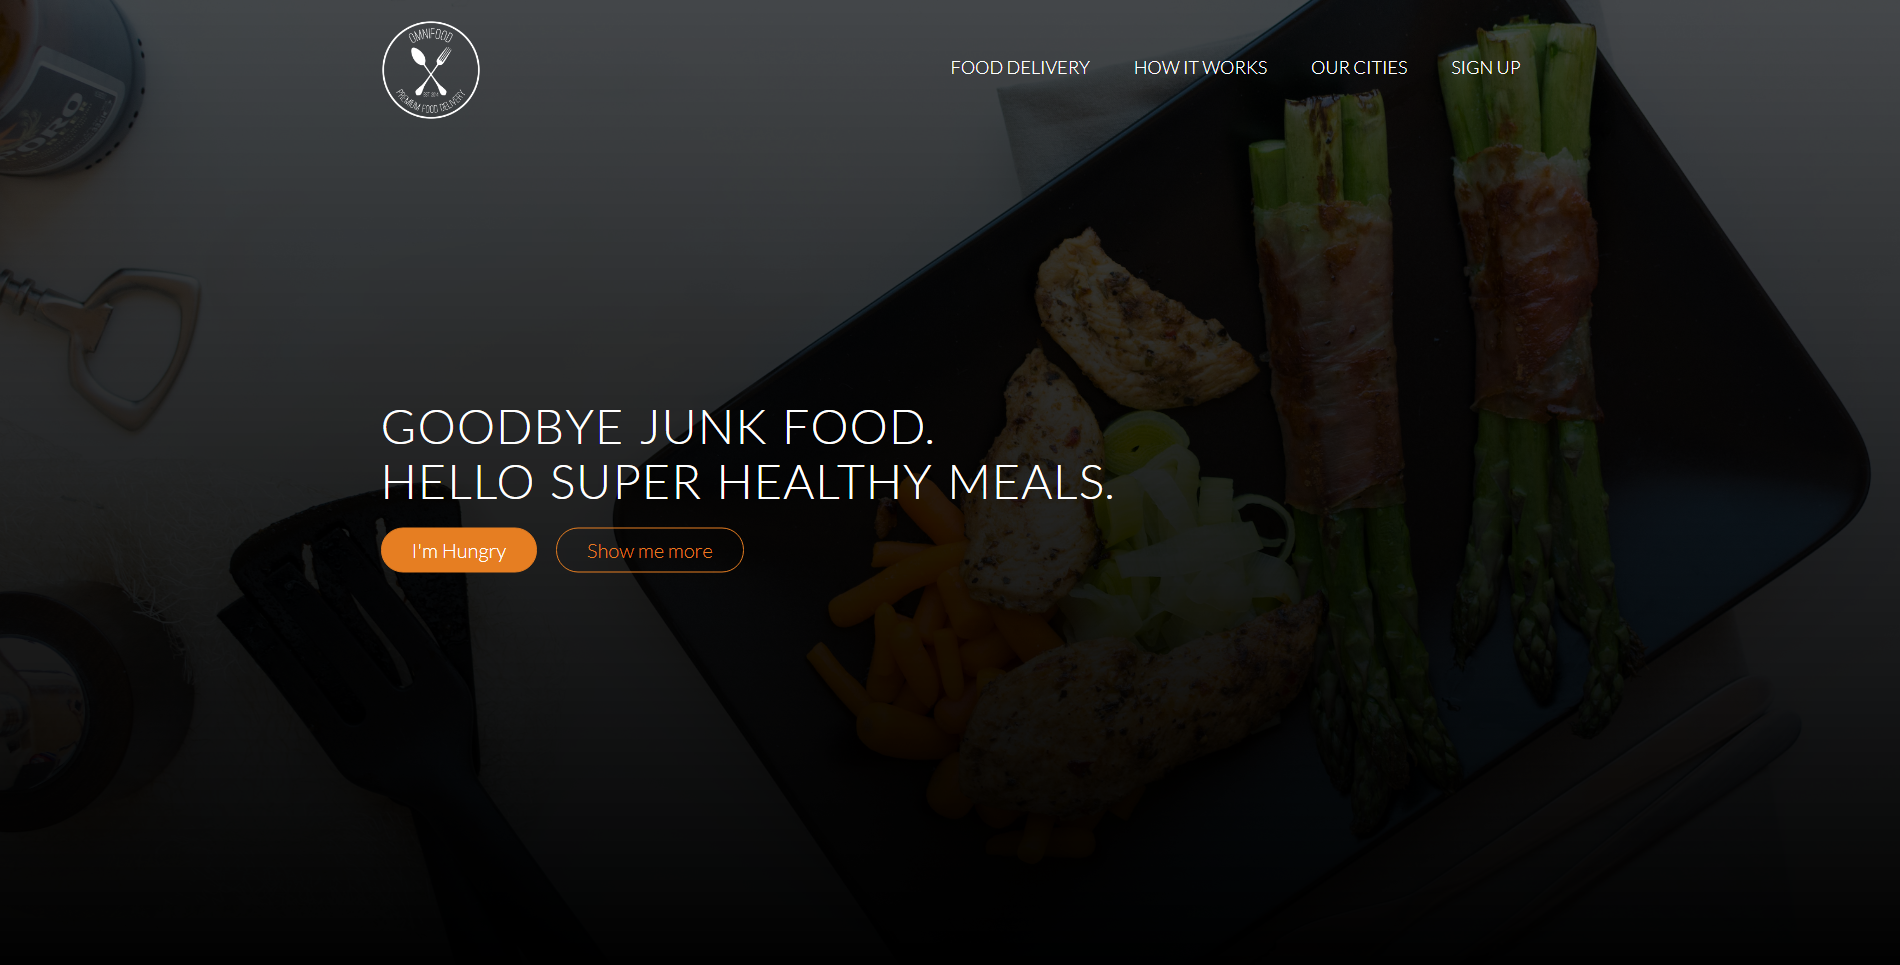 OMNIFOOD
PREMIUM FOOD DELIVERY
FOOD DELIVERY
HOW IT WORKS
OUR CITIES
SIGN UP
GOODBYE JUNK FOOD.
HELLO SUPER HEALTHY MEALS.
I'm Hungry
Show me more